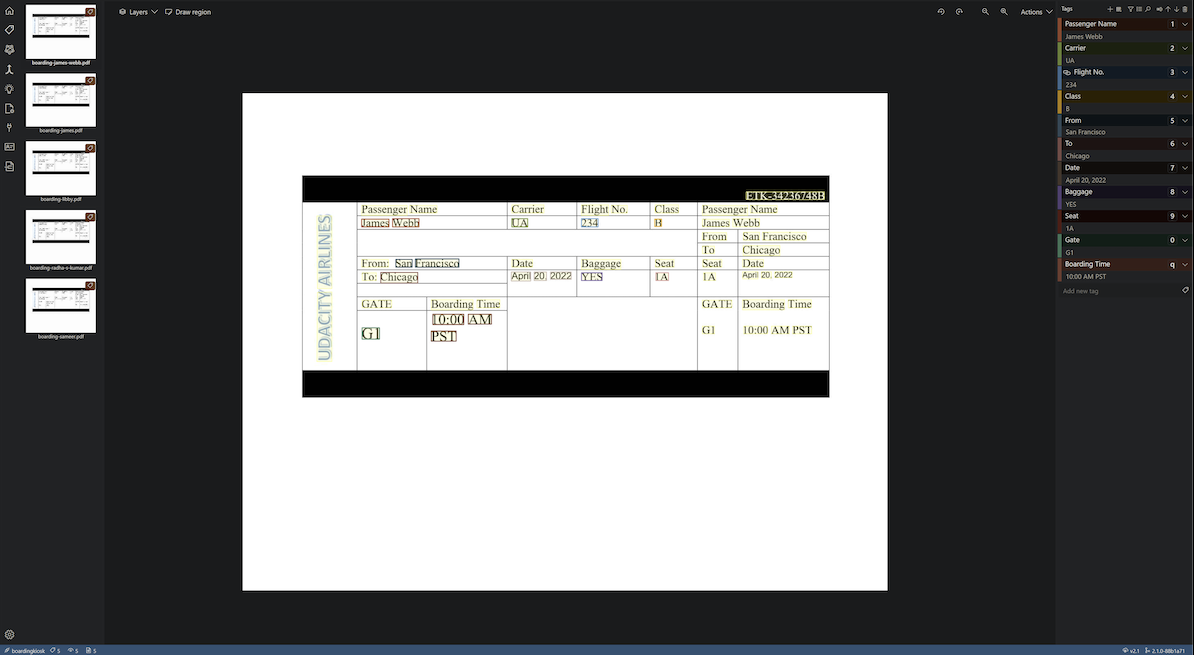 Layers
Draw region
Actions
boarding-james-webb.pdf
boarding-james.pdf
boarding-libby.pdf
boarding-radha-s-kumar.pdf
boarding-sameer.pdf
ETK-34236748B
UDACITY AIRLINES
Passenger Name Carrier Flight No. Class Passenger Name
James Webb UA 234 B James Webb
From San Francisco
To Chicago
From: San Francisco Date Baggage Seat Seat Date
To: Chicago April 20, 2022 YES 1A 1A April 20, 2022
GATE Boarding Time GATE Boarding Time
10:00 AM
G1 PST G1 10:00 AM PST
Tags
Passenger Name 1
James Webb
Carrier 2
UA
Flight No. 3
234
Class 4
B
From 5
San Francisco
To 6
Chicago
Date 7
April 20, 2022
Baggage 8
YES
Seat 9
1A
Gate 0
G1
Boarding Time q
10:00 AM PST
Add new tag
boardingkiosk 5 5 5
v2.1 2.1.0-88b1a71